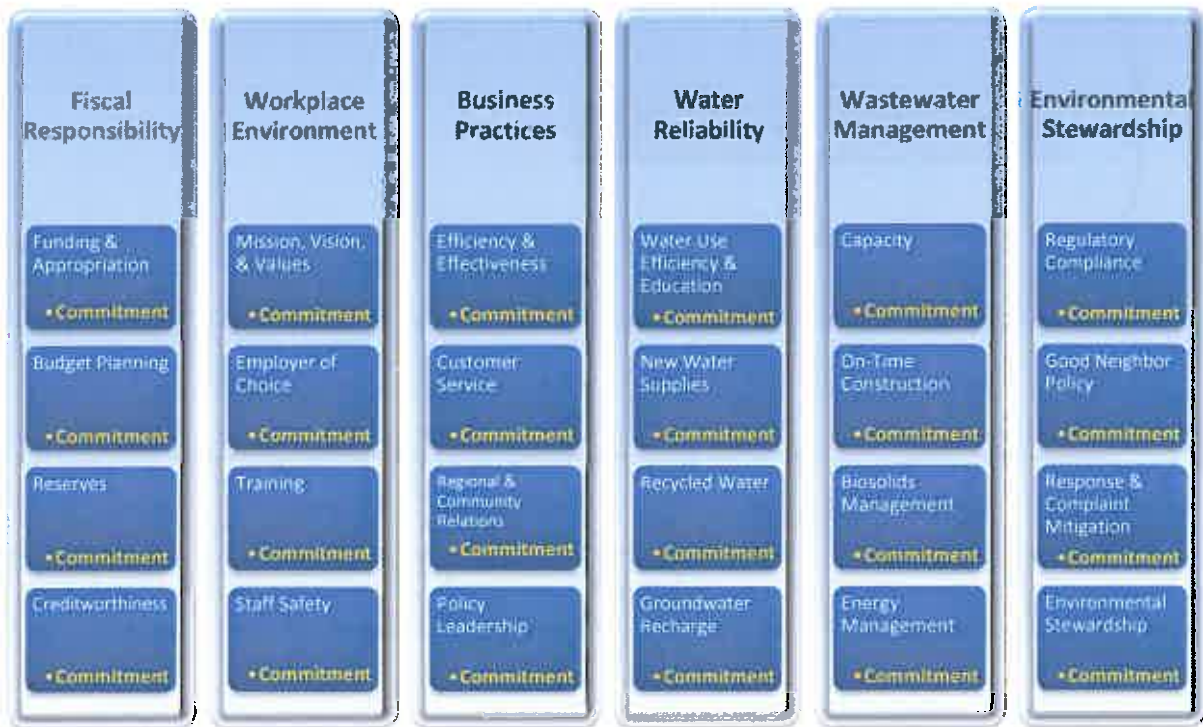 Fiscal
Responsibility
Funding &
Appropriation
•Commitment
Budget Planning
•Commitment
Reserves
•Commitment
Creditworthiness
•Commitment
Workplace
Environment
Mission, Vision,
& Values
•Commitment
Employer of
Choice
•Commitment
Training
•Commitment
Staff Safety
•Commitment
Business
Practices
Efficiency &
Effectiveness
•Commitment
Customer
Service
•Commitment
Regional &
Community
Relations
•Commitment
Policy
Leadership
•Commitment
Water
Reliability
Water Use
Efficiency &
Education
•Commitment
New Water
Supplies
•Commitment
Recycled Water
•Commitment
Groundwater
Recharge
•Commitment
Wastewater
Management
Capacity
•Commitment
On-Time
Construction
•Commitment
Biosolids
Management
•Commitment
Energy
Management
•Commitment
Environmental
Stewardship
Regulatory
Compliance
•Commitment
Good Neighbor
Policy
•Commitment
Response &
Complaint
Mitigation
•Commitment
Environmental
Stewardship
•Commitment